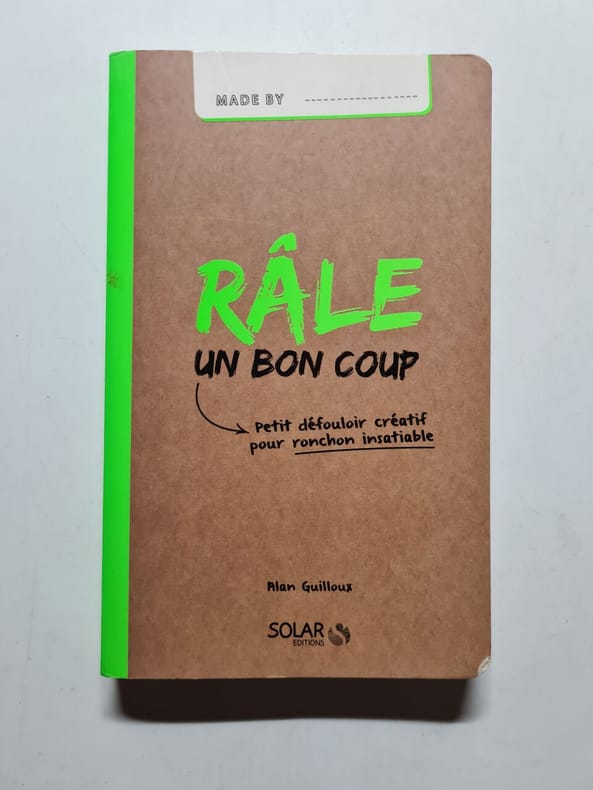 MADE BY
RÂLE
UN BON COUP
Petit défouloir créatif
pour ronchon insatiable
Alan Guilloux
SOLAR
EDITIONS